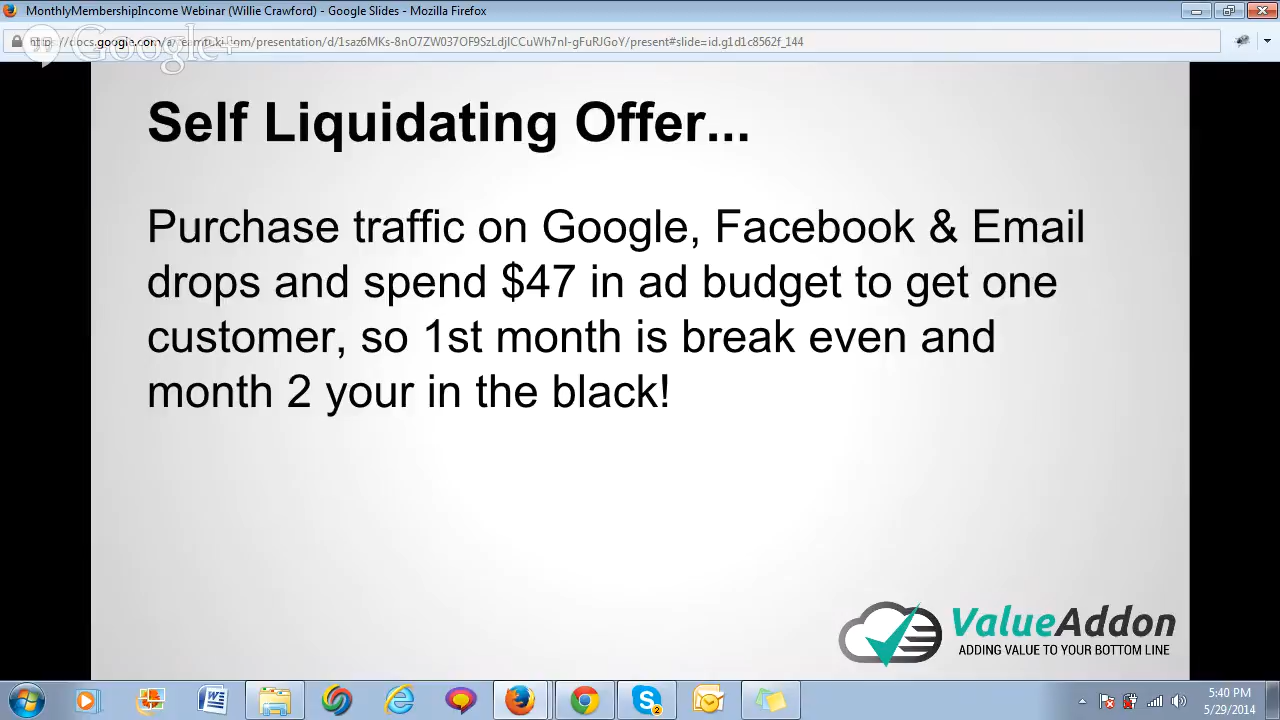 MonthlyMembershipIncome Webinar (Willie Crawford) - Google Slides - Mozilla Firefox
Google+
Self Liquidating Offer...
Purchase traffic on Google, Facebook & Email
drops and spend $47 in ad budget to get one
customer, so 1st month is break even and
month 2 your in the black!
ValueAddon
ADDING VALUE TO YOUR BOTTOM LINE
5:40 PM
5/29/2014